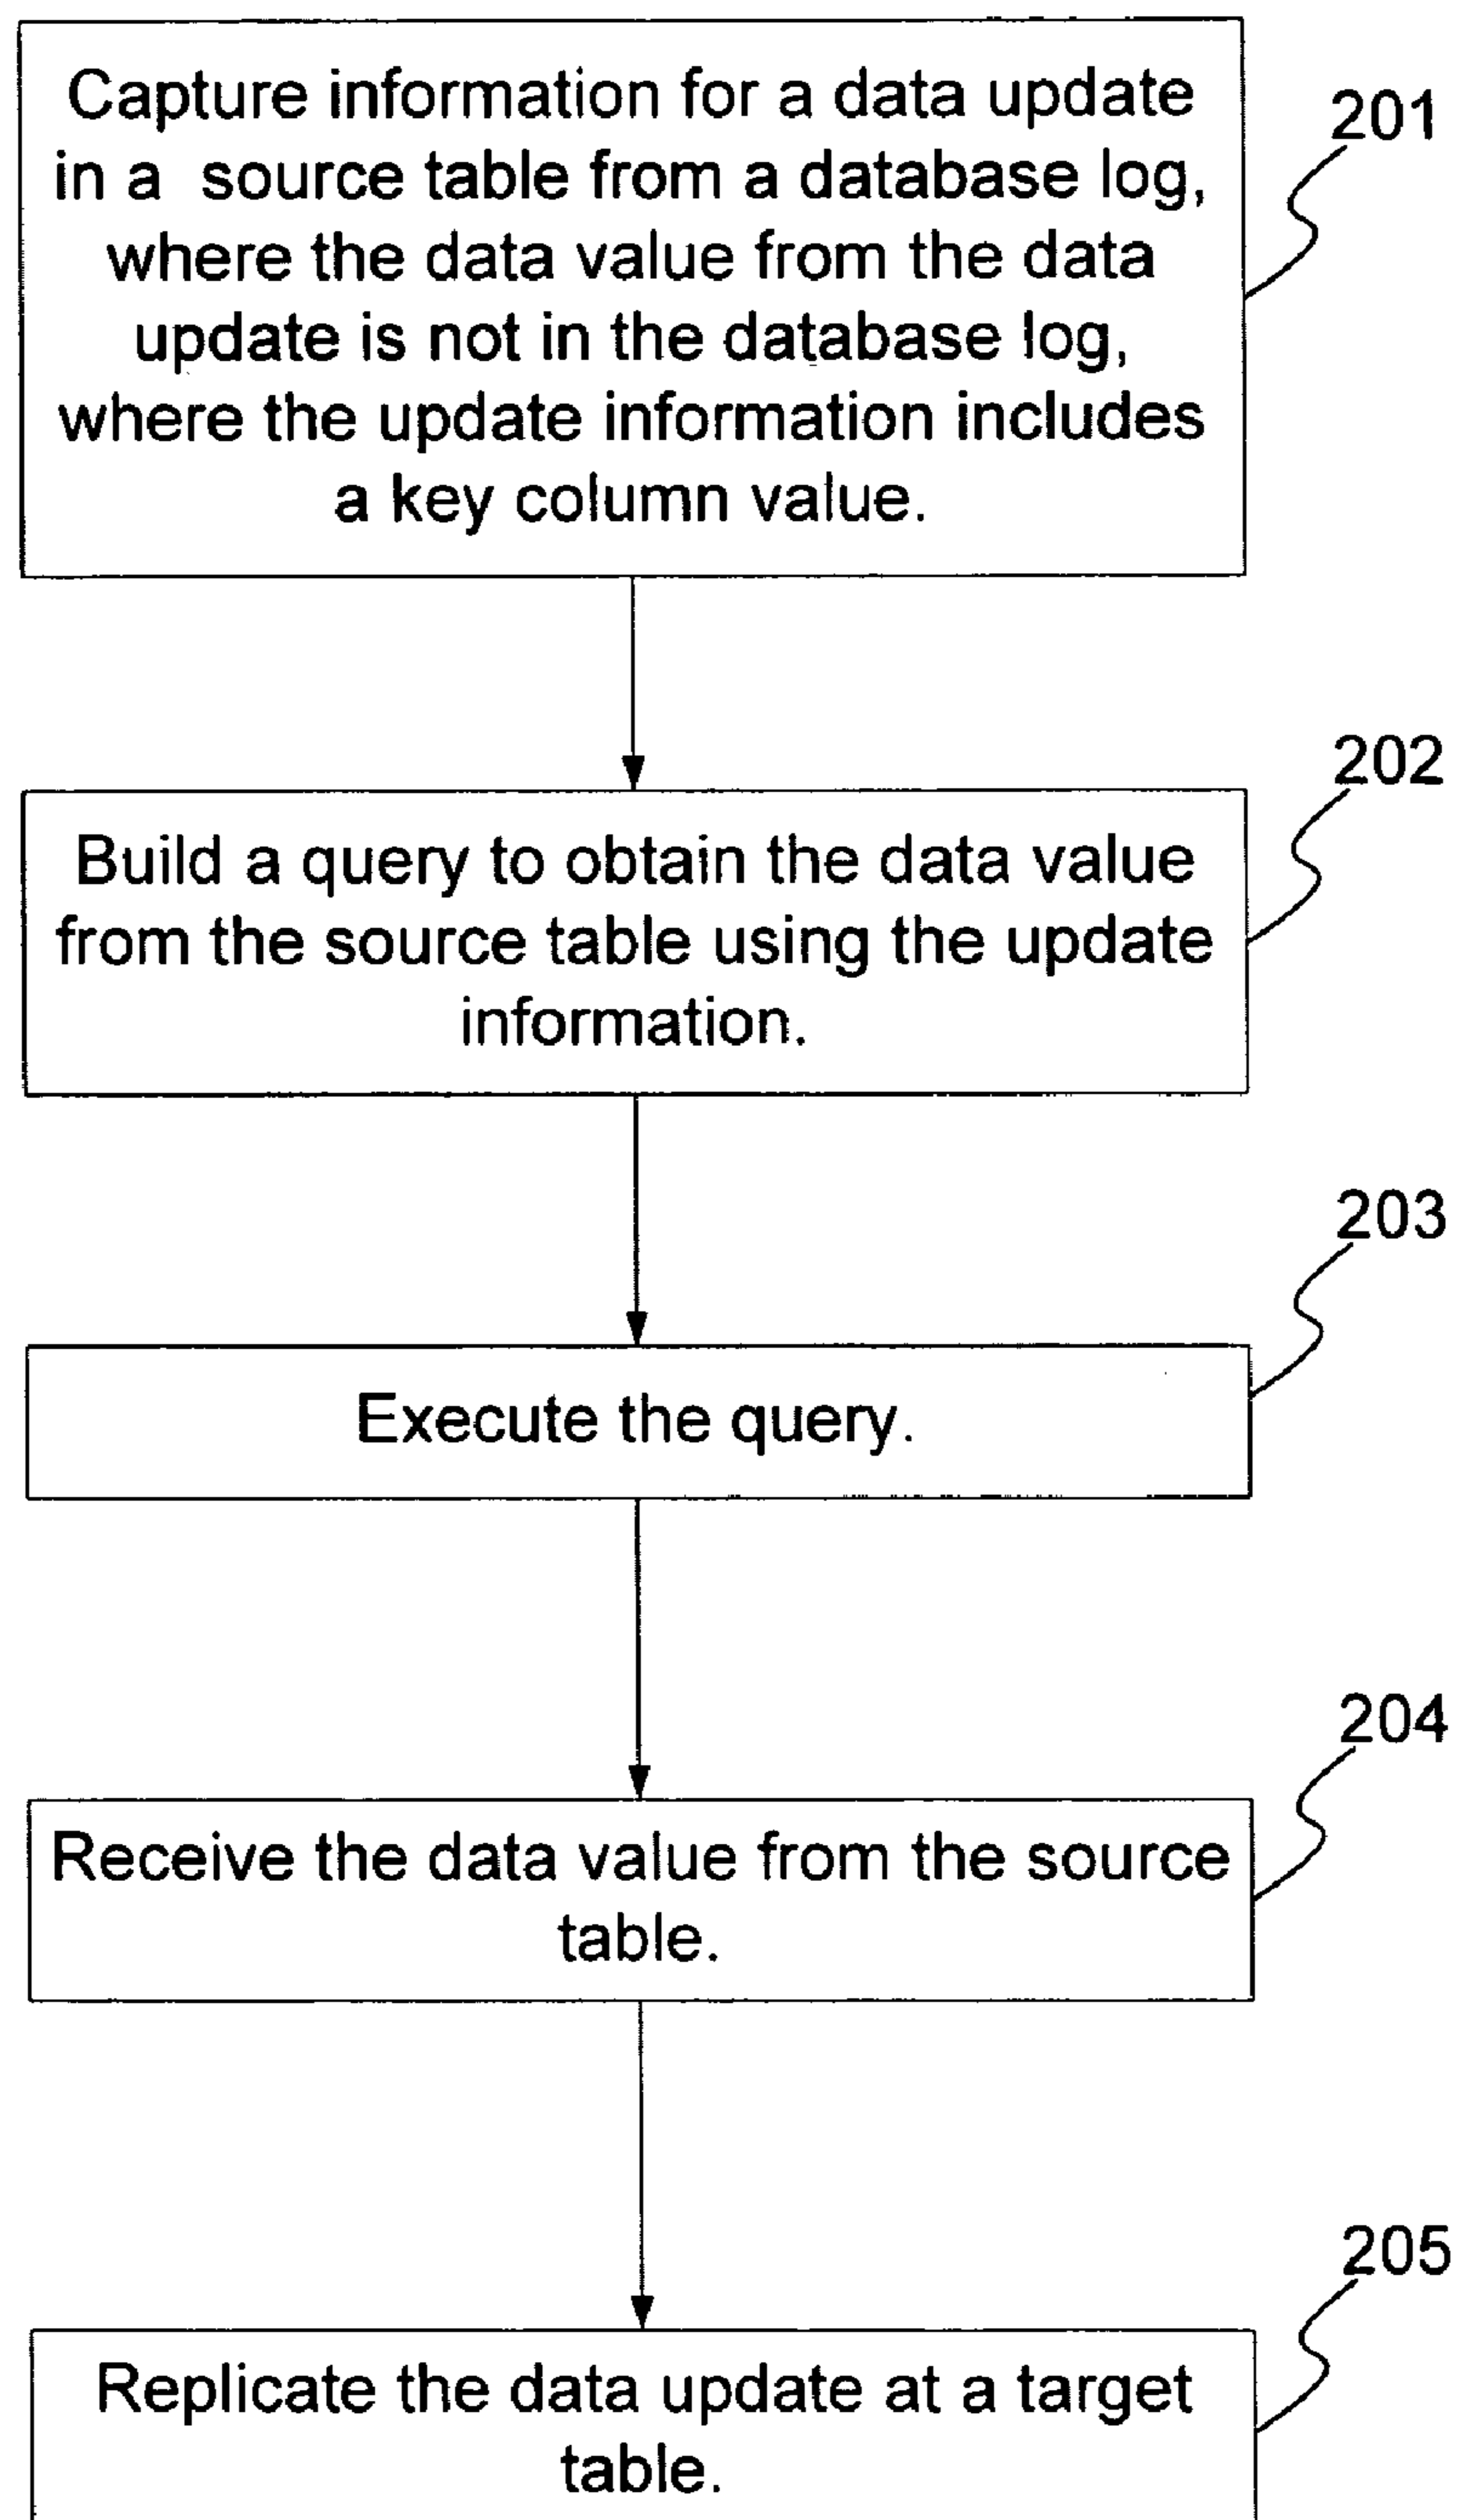 Capture information for a data update
in a source table from a database log,
where the data value from the data
update is not in the database log,
where the update information includes
a key column value.
201
Build a query to obtain the data value
from the source table using the update
information.
202
Execute the query.
203
Receive the data value from the source
table.
204
Replicate the data update at a target
table.
205